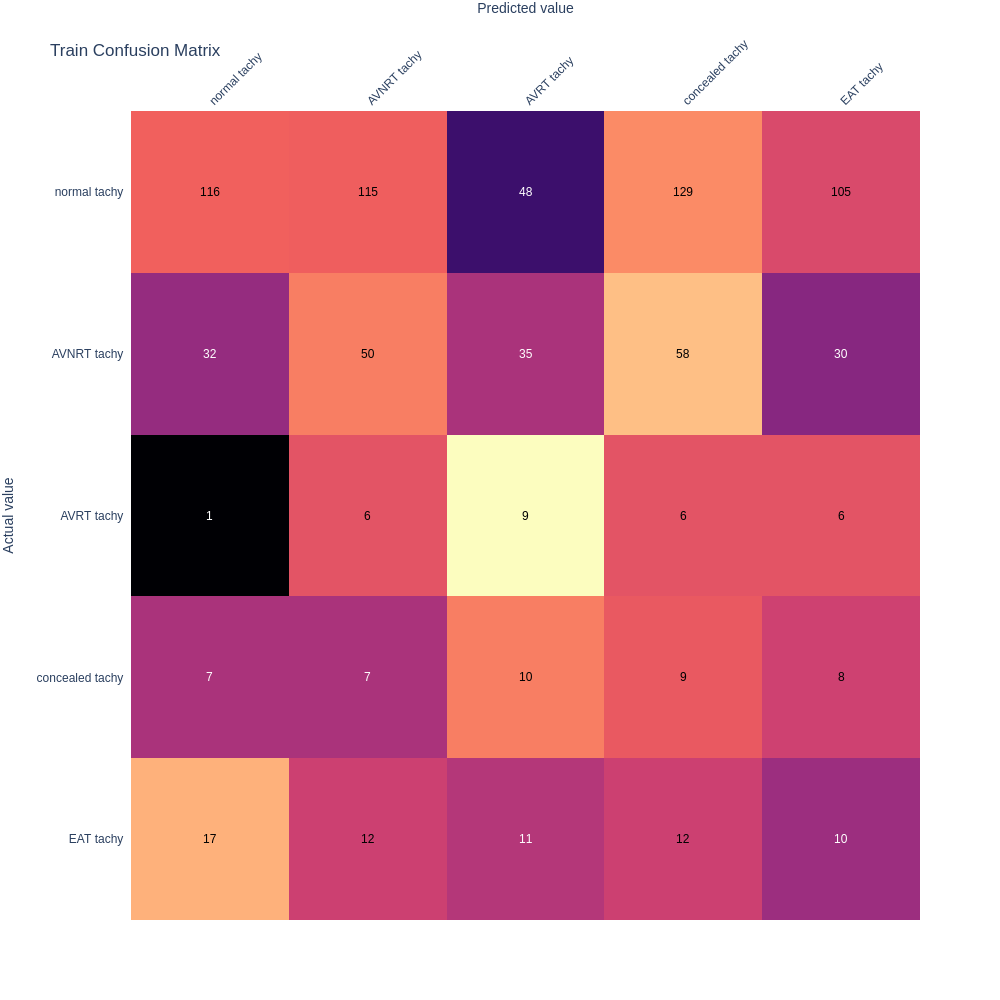 Predicted value
Train Confusion Matrix
normal tachy AVNRT tachy AVRT tachy concealed tachy EAT tachy
normal tachy 116 115 48 129 105
AVNRT tachy 32 50 35 58 30
Actual value
AVRT tachy 1 6 9 6 6
concealed tachy 7 7 10 9 8
EAT tachy 17 12 11 12 10